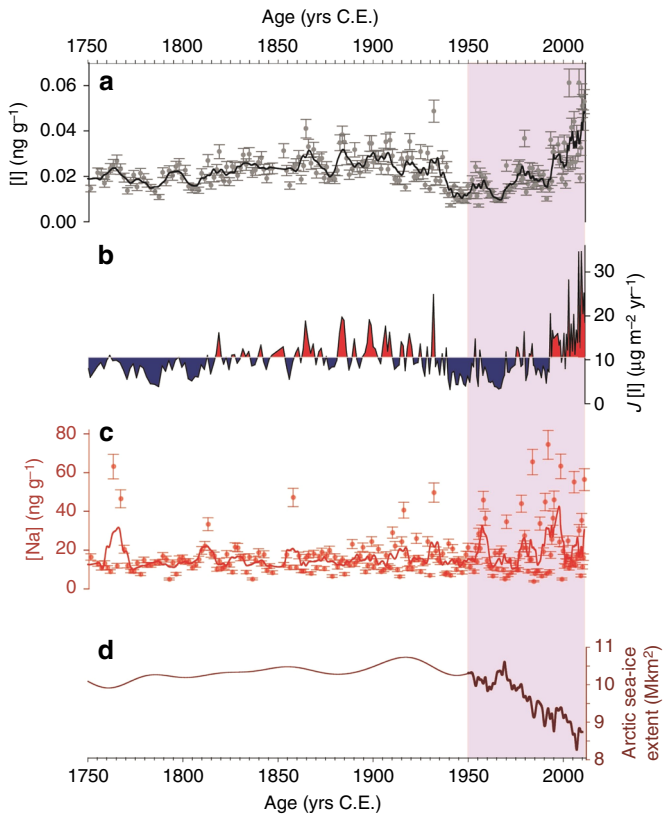 Age (yrs C.E.)
1750 1800 1850 1900 1950 2000
a
[I] (ng g⁻¹)
0.06
0.04
0.02
0.00
b
J [I] (µg m⁻² yr⁻¹)
30
20
10
0
c
[Na] (ng g⁻¹)
80
60
40
20
0
d
Arctic sea-ice
extent (Mkm²)
11
10
9
8
1750 1800 1850 1900 1950 2000
Age (yrs C.E.)